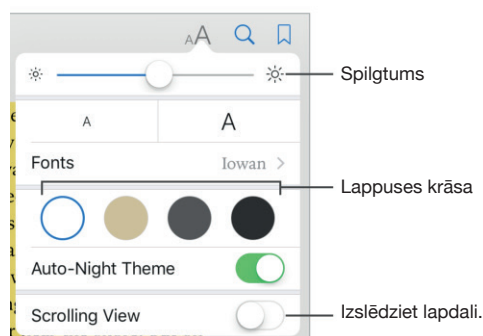 AA
Spilgtums
A A
Fonts Iowan >
Lappuses krāsa
Auto-Night Theme
Scrolling View
Izslēdziet lapdali.